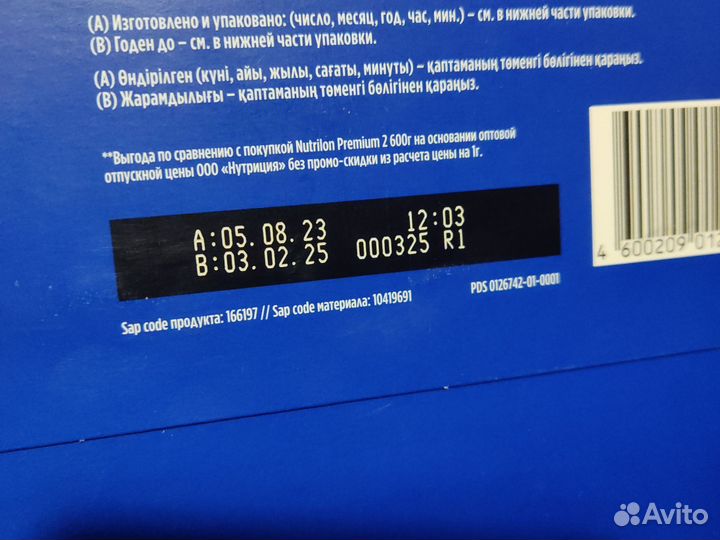 (А) Изготовлено и упаковано: (число, месяц, год, час, мин.) – см. в нижней части упаковки.
(В) Годен до – см. в нижней части упаковки.
(А) Өндірілген (күні, айы, жылы, сағаты, минуты) – қаптаманың төменгі бөлігінен қараңыз.
(В) Жарамдылығы – қаптаманың төменгі бөлігінен қараңыз.
**Выгода по сравнению с покупкой Nutrilon Premium 2 600г на основании оптовой
отпускной цены ООО «Нутриция» без промо-скидки из расчета цены на 1г.
A:05.08.23 12:03
B:03.02.25 000325 R1
4 600209 01
Sap code продукта: 166197 // Sap code материала: 10419691
PDS 0126742-01-0001
Avito